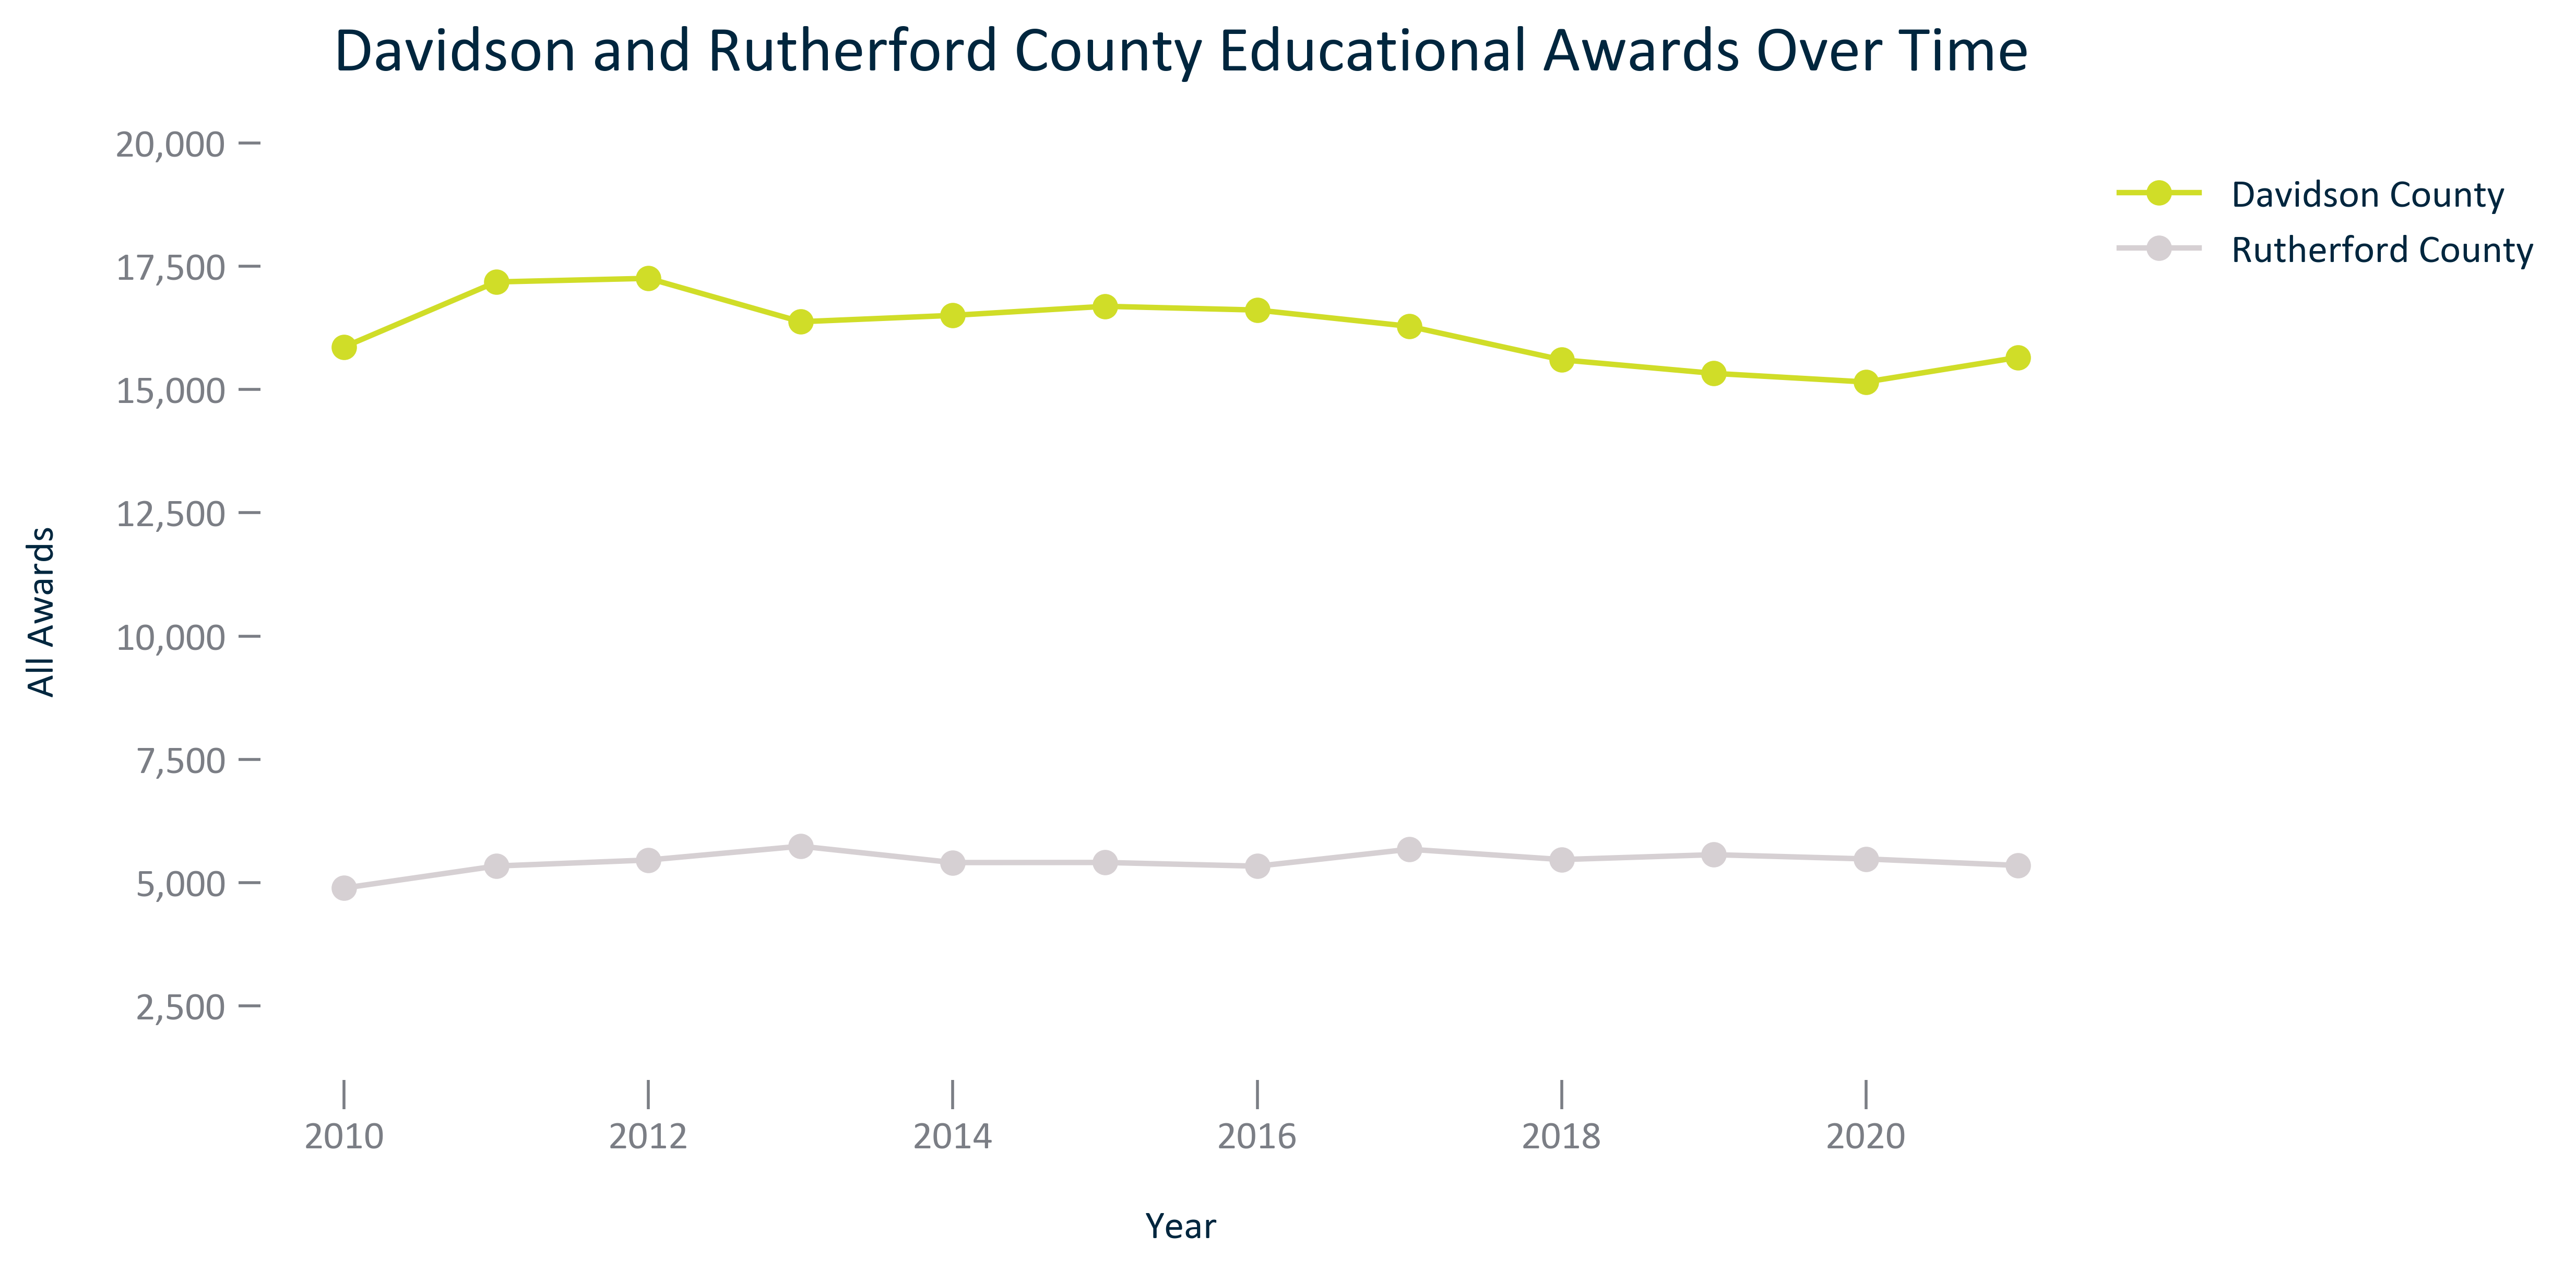 Davidson and Rutherford County Educational Awards Over Time
20,000
17,500
15,000
12,500
10,000
7,500
5,000
2,500
All Awards
Davidson County
Rutherford County
2010 2012 2014 2016 2018 2020
Year